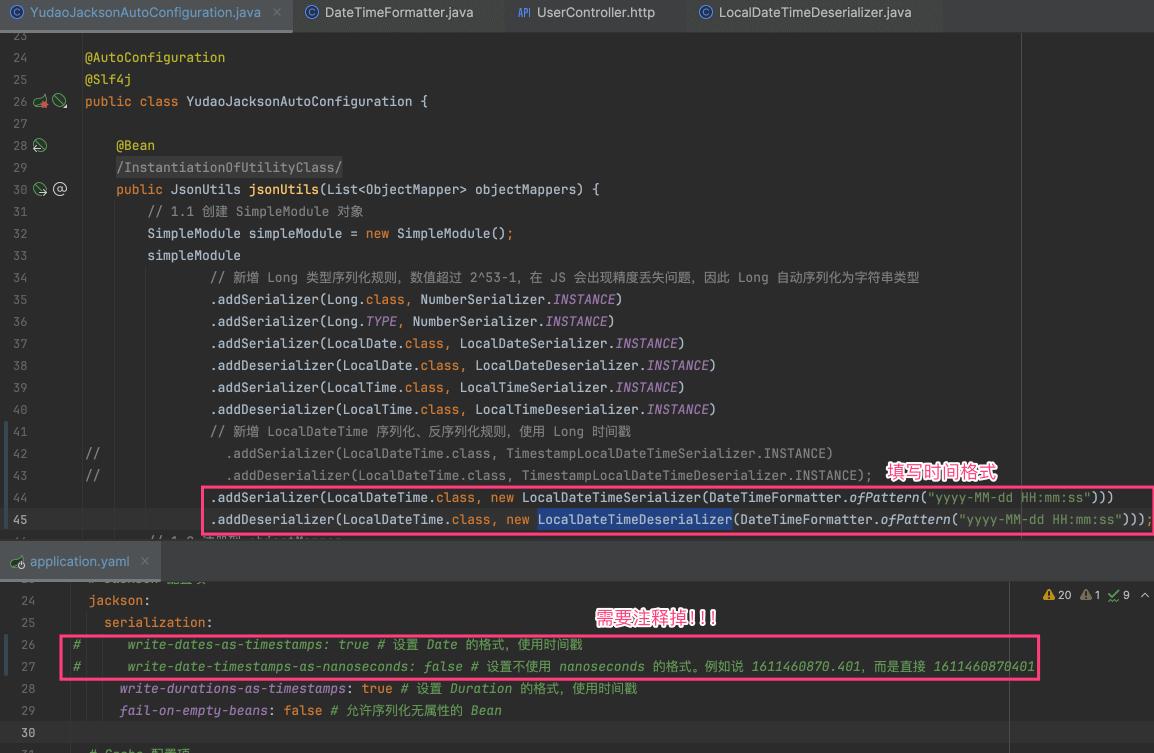 YudaoJacksonAutoConfiguration.java × DateTimeFormatter.java API UserController.http LocalDateTimeDeserializer.java
23
24 @AutoConfiguration
25 @Slf4j
26 public class YudaoJacksonAutoConfiguration {
27
28 @Bean
29 /InstantiationOfUtilityClass/
30 @ public JsonUtils jsonUtils(List<ObjectMapper> objectMappers) {
31 // 1.1 创建 SimpleModule 对象
32 SimpleModule simpleModule = new SimpleModule();
33 simpleModule
34 // 新增 Long 类型序列化规则，数值超过 2^53-1，在 JS 会出现精度丢失问题，因此 Long 自动序列化为字符串类型
35 .addSerializer(Long.class, NumberSerializer.INSTANCE)
36 .addSerializer(Long.TYPE, NumberSerializer.INSTANCE)
37 .addSerializer(LocalDate.class, LocalDateSerializer.INSTANCE)
38 .addDeserializer(LocalDate.class, LocalDateDeserializer.INSTANCE)
39 .addSerializer(LocalTime.class, LocalTimeSerializer.INSTANCE)
40 .addDeserializer(LocalTime.class, LocalTimeDeserializer.INSTANCE)
41 // 新增 LocalDateTime 序列化、反序列化规则，使用 Long 时间戳
42 // .addSerializer(LocalDateTime.class, TimestampLocalDateTimeSerializer.INSTANCE)
43 // .addDeserializer(LocalDateTime.class, TimestampLocalDateTimeDeserializer.INSTANCE);
填写时间格式
44 .addSerializer(LocalDateTime.class, new LocalDateTimeSerializer(DateTimeFormatter.ofPattern("yyyy-MM-dd HH:mm:ss")))
45 .addDeserializer(LocalDateTime.class, new LocalDateTimeDeserializer(DateTimeFormatter.ofPattern("yyyy-MM-dd HH:mm:ss")));
application.yaml ×
24 jackson:
20 1 9
25 serialization:
需要注释掉!!!
26 # write-dates-as-timestamps: true # 设置 Date 的格式，使用时间戳
27 # write-date-timestamps-as-nanoseconds: false # 设置不使用 nanoseconds 的格式。例如说 1611460870.401，而是直接 1611460870401
28 write-durations-as-timestamps: true # 设置 Duration 的格式，使用时间戳
29 fail-on-empty-beans: false # 允许序列化无属性的 Bean
30